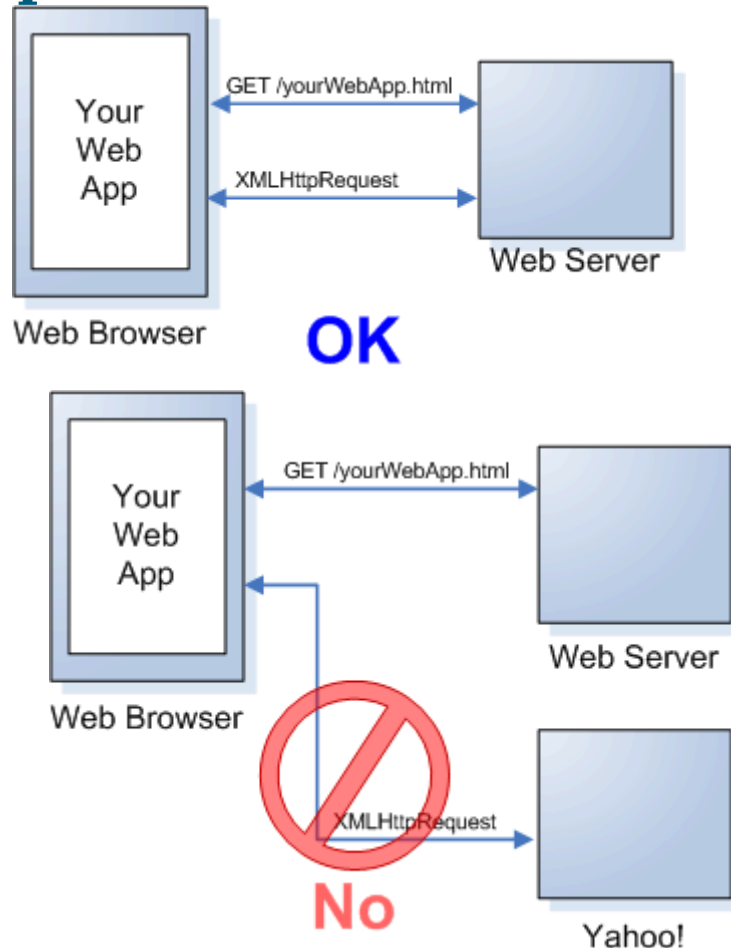 GET /yourWebApp.html
Your
Web
App
XMLHttpRequest
Web Server
Web Browser
OK
GET /yourWebApp.html
Your
Web
App
Web Server
Web Browser
XMLHttpRequest
No
Yahoo!